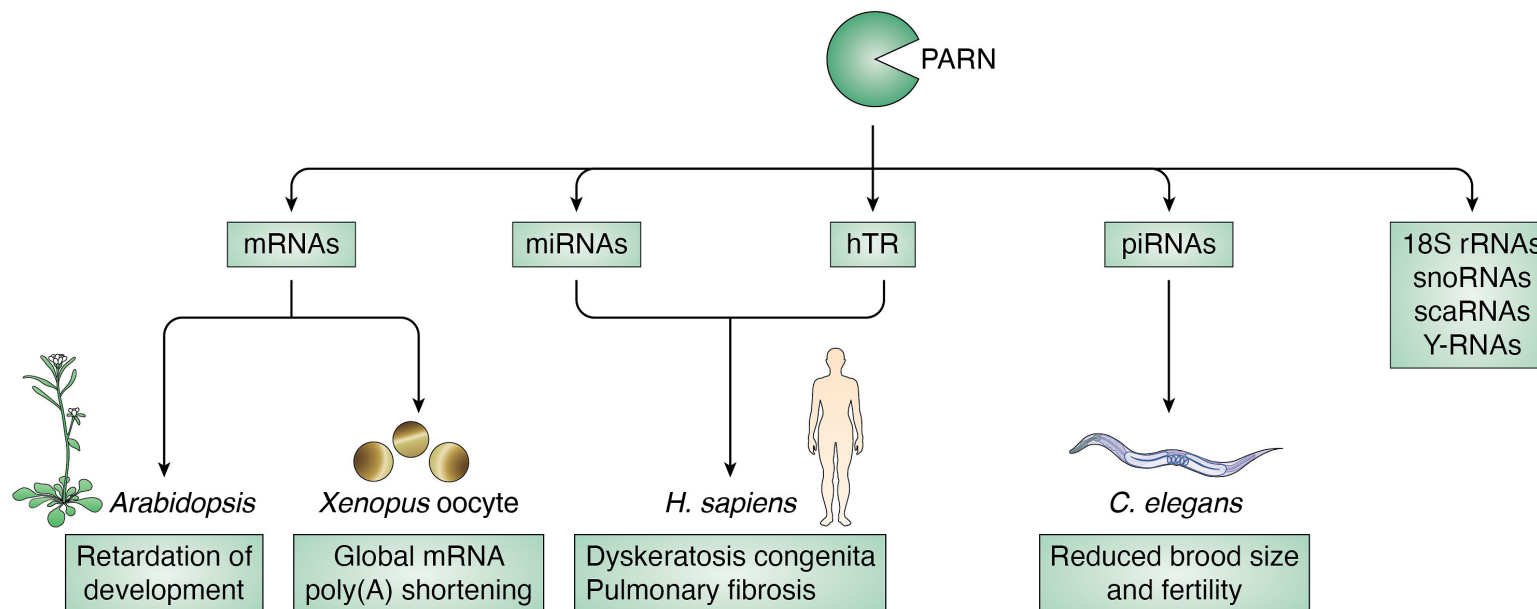 PARN
mRNAs
miRNAs
hTR
piRNAs
18S rRNAs
snoRNAs
scaRNAs
Y-RNAs
Arabidopsis
Xenopus oocyte
H. sapiens
C. elegans
Retardation of
development
Global mRNA
poly(A) shortening
Dyskeratosis congenita
Pulmonary fibrosis
Reduced brood size
and fertility